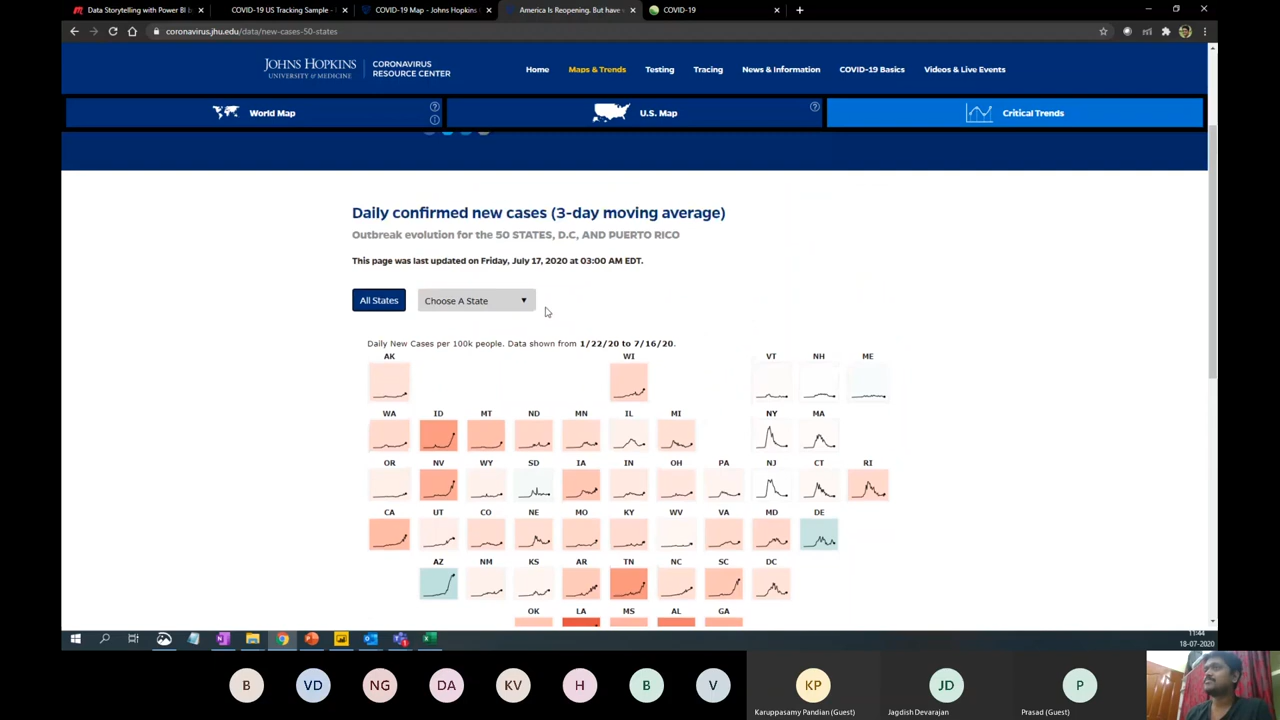 Data Storytelling with Power BI b
COVID-19 US Tracking Sample -
COVID-19 Map - Johns Hopkins
America Is Reopening. But have
COVID-19
coronavirus.jhu.edu/data/new-cases-50-states
JOHNS HOPKINS
UNIVERSITY & MEDICINE
CORONAVIRUS
RESOURCE CENTER
Home
Maps & Trends
Testing
Tracing
News & Information
COVID-19 Basics
Videos & Live Events
World Map
U.S. Map
Critical Trends
Daily confirmed new cases (3-day moving average)
Outbreak evolution for the 50 STATES, D.C, AND PUERTO RICO
This page was last updated on Friday, July 17, 2020 at 03:00 AM EDT.
All States
Choose A State
Daily New Cases per 100k people. Data shown from 1/22/20 to 7/16/20.
AK WI VT NH ME
WA ID MT ND MN IL MI NY MA
OR NV WY SD IA IN OH PA NJ CT RI
CA UT CO NE MO KY WV VA MD DE
AZ NM KS AR TN NC SC DC
OK LA MS AL GA
11:44
18-07-2020
B VD NG DA KV H B V KP JD P
Karuppasamy Pandian (Guest)
Jagdish Devarajan
Prasad (Guest)